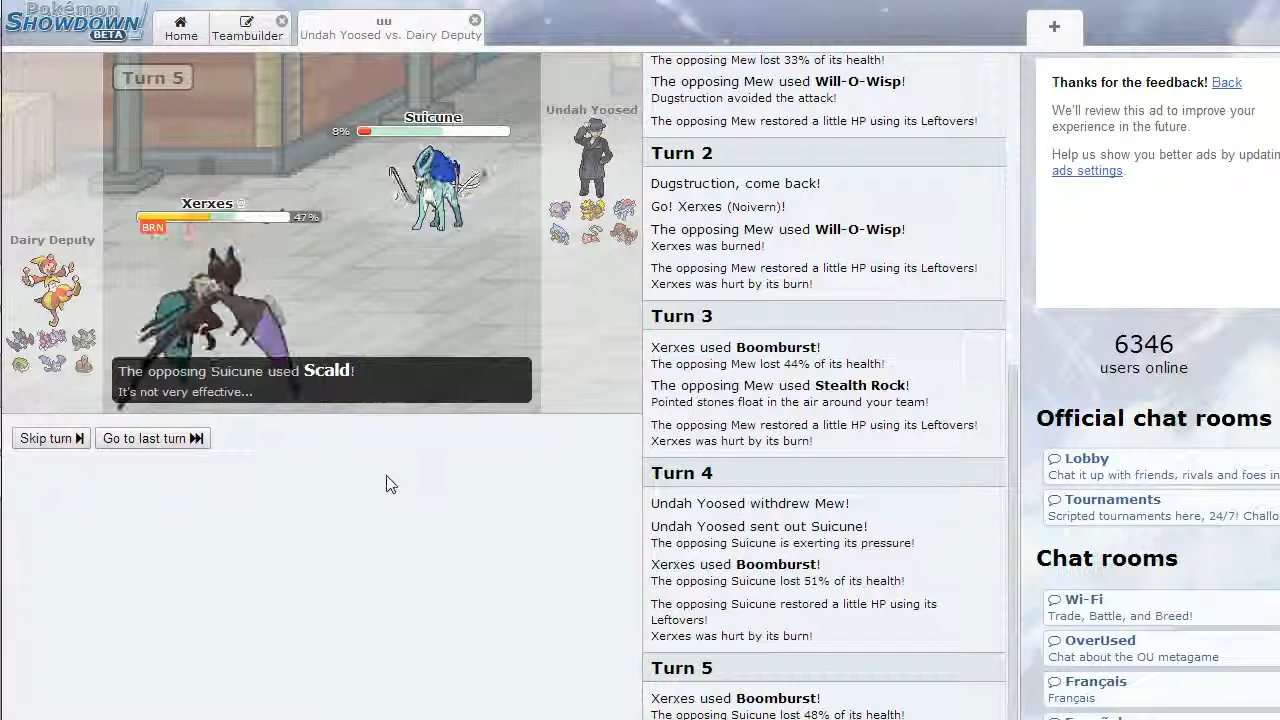 Pokémon
SHOWDOWN
BETA
Home
Teambuilder
uu
Undah Yoosed vs. Dairy Deputy
+
Turn 5
Suicune
8%
Xerxes
47%
BRN
Dairy Deputy
Undah Yoosed
The opposing Suicune used Scald!
It's not very effective...
Skip turn
Go to last turn
The opposing Mew lost 33% of its health!
The opposing Mew used Will-O-Wisp!
Dugstruction avoided the attack!
The opposing Mew restored a little HP using its Leftovers!
Turn 2
Dugstruction, come back!
Go! Xerxes (Noivern)!
The opposing Mew used Will-O-Wisp!
Xerxes was burned!
The opposing Mew restored a little HP using its Leftovers!
Xerxes was hurt by its burn!
Turn 3
Xerxes used Boomburst!
The opposing Mew lost 44% of its health!
The opposing Mew used Stealth Rock!
Pointed stones float in the air around your team!
The opposing Mew restored a little HP using its Leftovers!
Xerxes was hurt by its burn!
Turn 4
Undah Yoosed withdrew Mew!
Undah Yoosed sent out Suicune!
The opposing Suicune is exerting its pressure!
Xerxes used Boomburst!
The opposing Suicune lost 51% of its health!
The opposing Suicune restored a little HP using its
Leftovers!
Xerxes was hurt by its burn!
Turn 5
Xerxes used Boomburst!
The opposing Suicune lost 48% of its health!
Thanks for the feedback! Back
We'll review this ad to improve your
experience in the future.
Help us show you better ads by updatin
ads settings.
6346
users online
Official chat rooms
Lobby
Chat it up with friends, rivals and foes in
Tournaments
Scripted tournaments here, 24/7! Challo
Chat rooms
Wi-Fi
Trade, Battle, and Breed!
OverUsed
Chat about the OU metagame
Français
Français